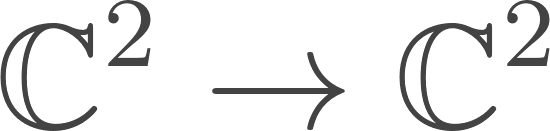 ℂ² → ℂ²